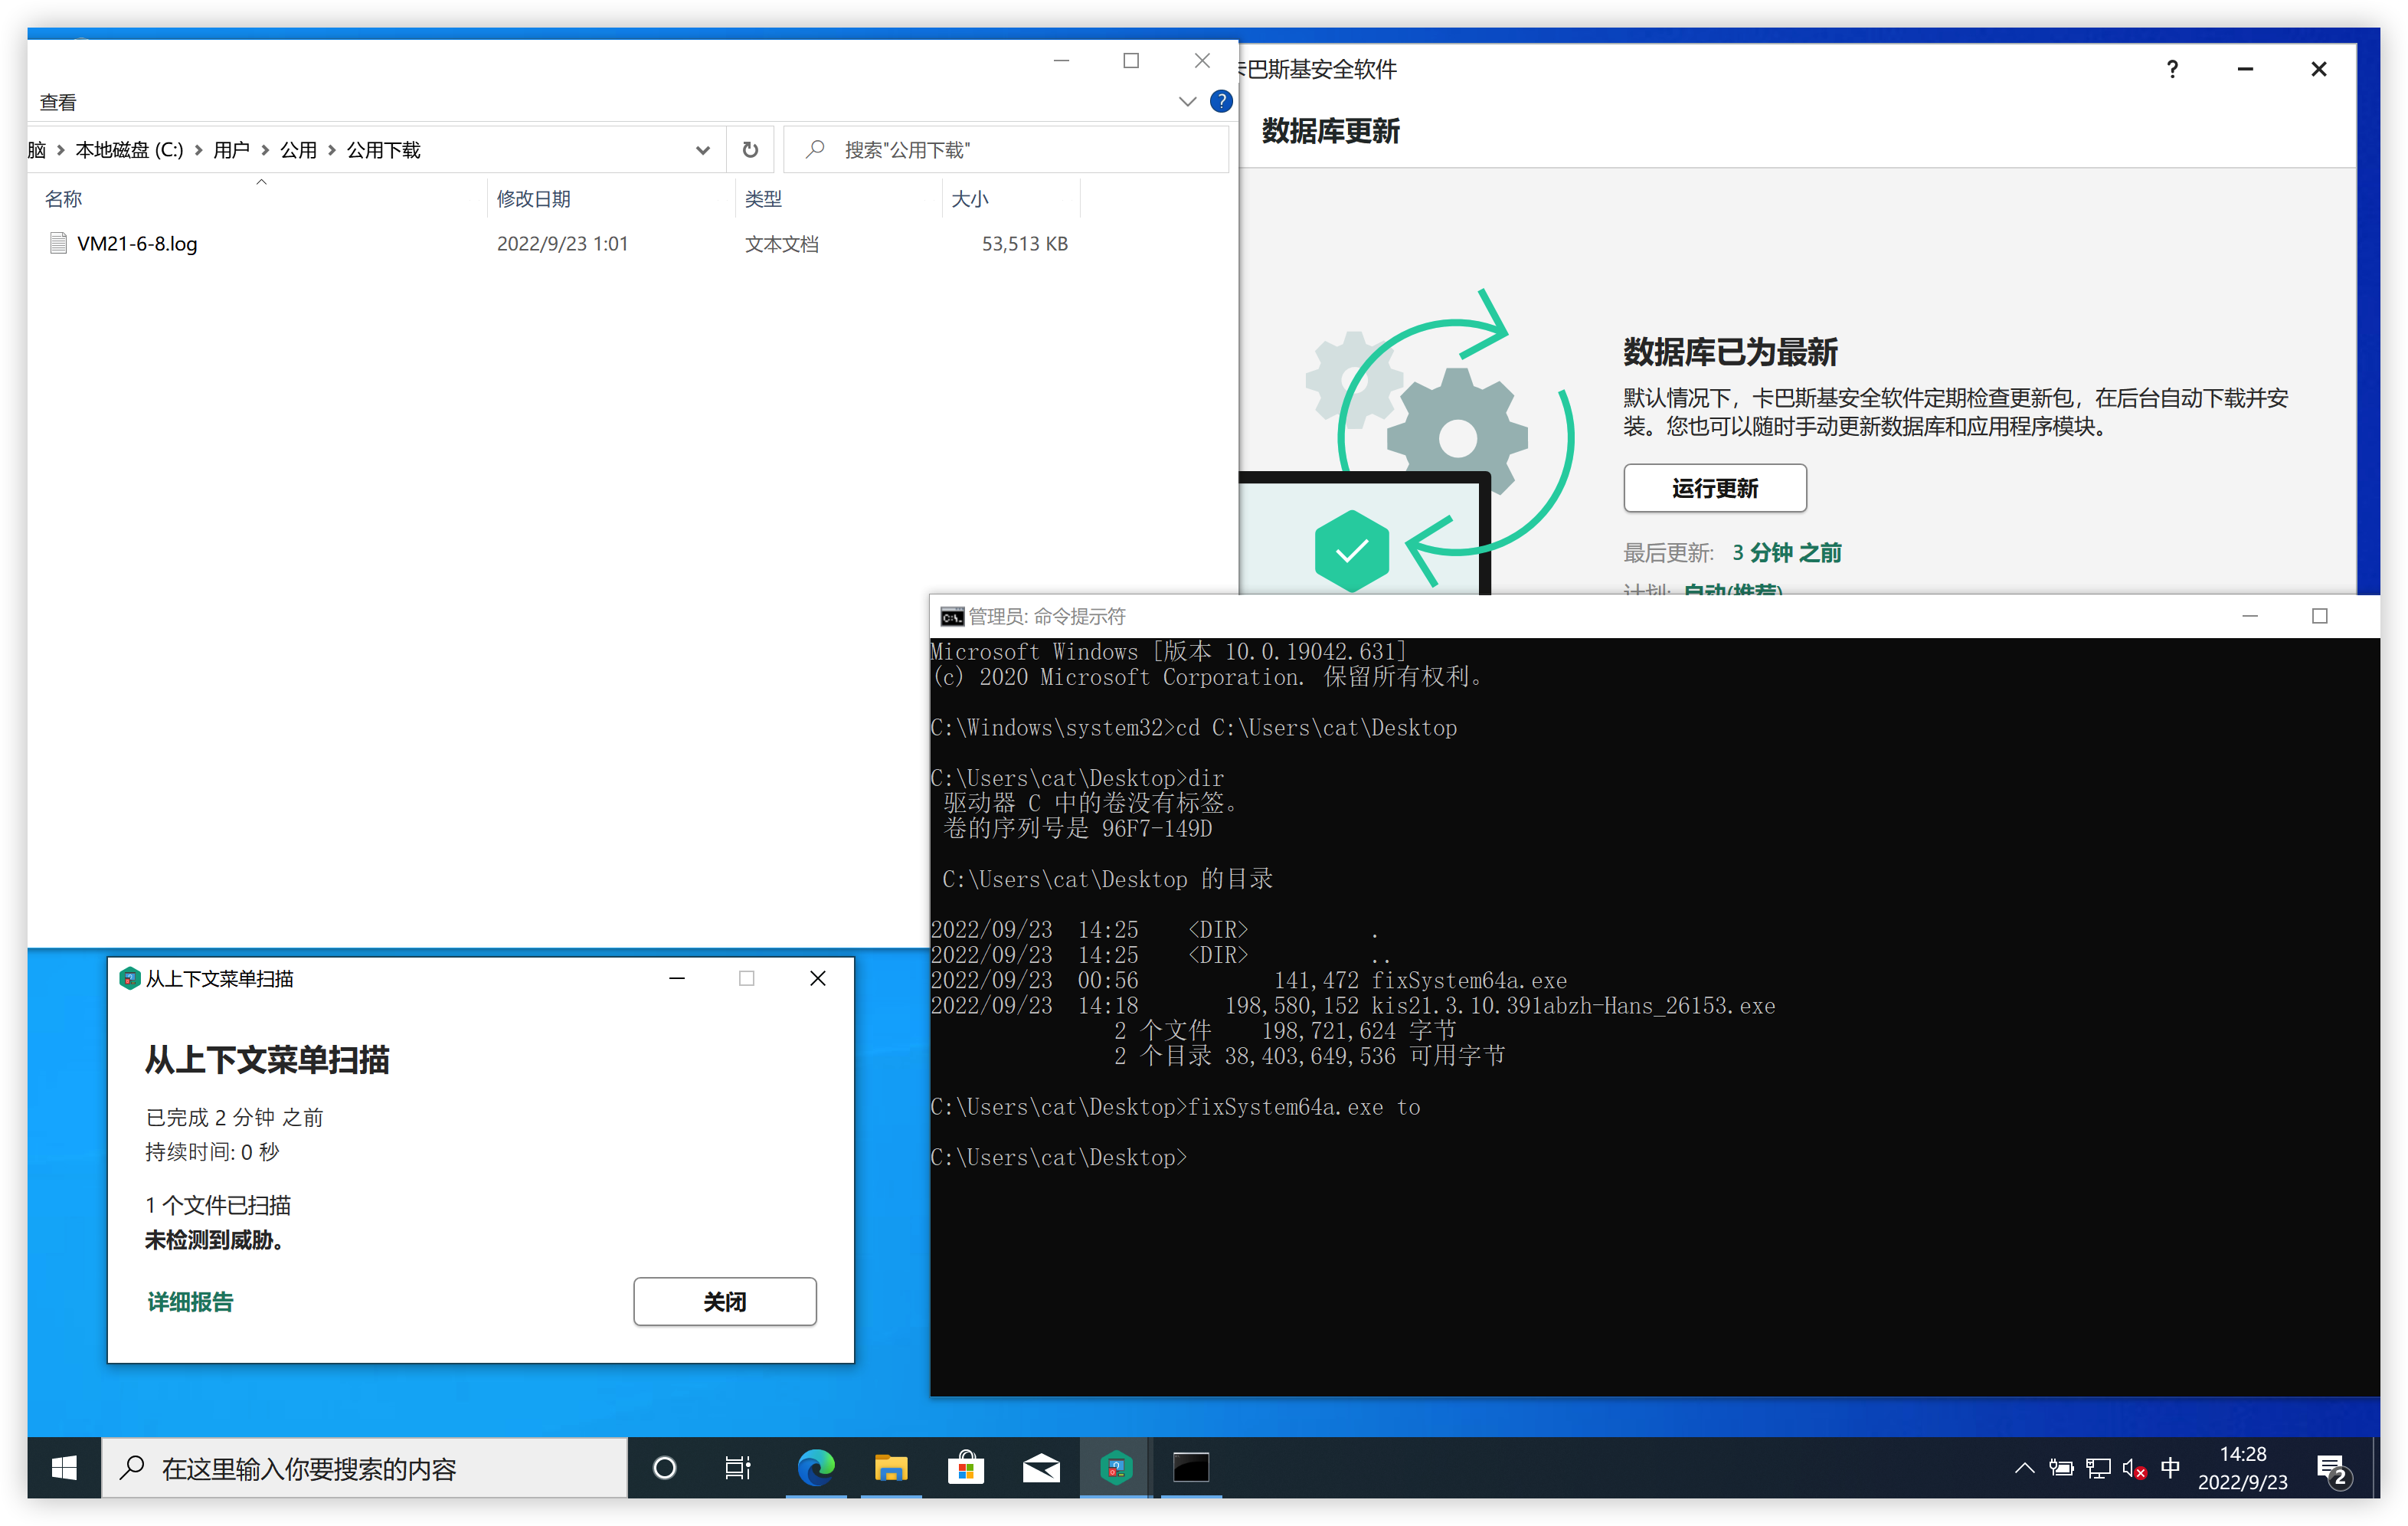 查看
脑 › 本地磁盘 (C:) › 用户 › 公用 › 公用下载
搜索"公用下载"
名称 修改日期 类型 大小
VM21-6-8.log 2022/9/23 1:01 文本文档 53,513 KB
卡巴斯基安全软件
数据库更新
数据库已为最新
默认情况下，卡巴斯基安全软件定期检查更新包，在后台自动下载并安
装。您也可以随时手动更新数据库和应用程序模块。
运行更新
最后更新: 3 分钟 之前
计划: 自动(推荐)
管理员: 命令提示符
Microsoft Windows [版本 10.0.19042.631]
(c) 2020 Microsoft Corporation. 保留所有权利。
C:\Windows\system32>cd C:\Users\cat\Desktop
C:\Users\cat\Desktop>dir
驱动器 C 中的卷没有标签。
卷的序列号是 96F7-149D
C:\Users\cat\Desktop 的目录
2022/09/23 14:25 <DIR> .
2022/09/23 14:25 <DIR> ..
2022/09/23 00:56 141,472 fixSystem64a.exe
2022/09/23 14:18 198,580,152 kis21.3.10.391abzh-Hans_26153.exe
2 个文件 198,721,624 字节
2 个目录 38,403,649,536 可用字节
C:\Users\cat\Desktop>fixSystem64a.exe to
C:\Users\cat\Desktop>
从上下文菜单扫描
从上下文菜单扫描
已完成 2 分钟 之前
持续时间: 0 秒
1 个文件已扫描
未检测到威胁。
详细报告
关闭
在这里输入你要搜索的内容
中
14:28
2022/9/23
2